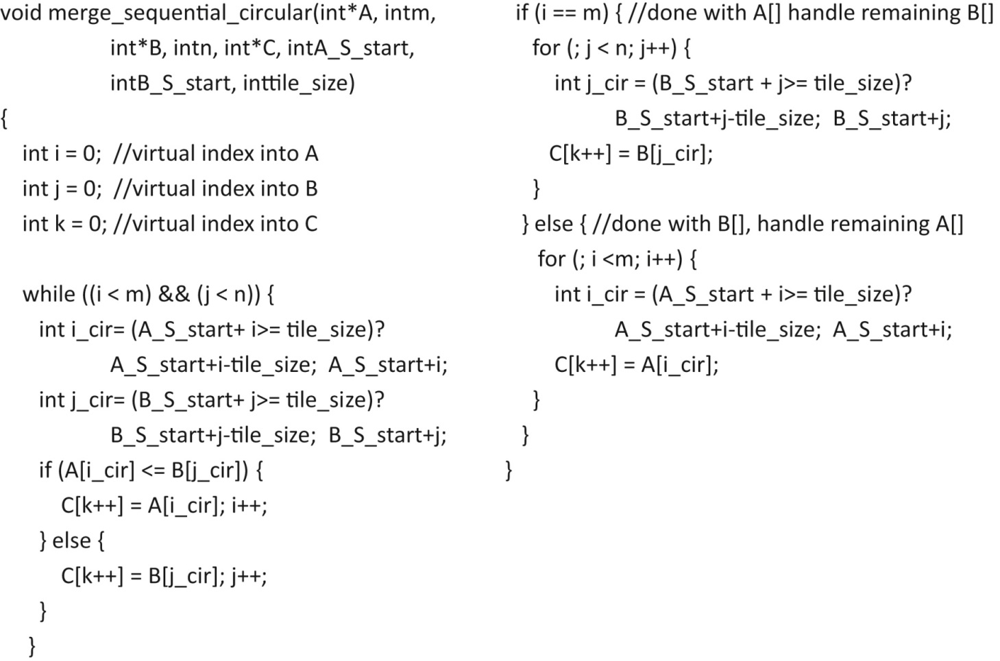 void merge_sequential_circular(int*A, intm,
int*B, intn, int*C, intA_S_start,
intB_S_start, inttile_size)
{
int i = 0; //virtual index into A
int j = 0; //virtual index into B
int k = 0; //virtual index into C
while ((i < m) && (j < n)) {
int i_cir= (A_S_start+ i>= tile_size)?
A_S_start+i-tile_size; A_S_start+i;
int j_cir= (B_S_start+ j>= tile_size)?
B_S_start+j-tile_size; B_S_start+j;
if (A[i_cir] <= B[j_cir]) {
C[k++] = A[i_cir]; i++;
} else {
C[k++] = B[j_cir]; j++;
}
}
if (i == m) { //done with A[] handle remaining B[]
for (; j < n; j++) {
int j_cir = (B_S_start + j>= tile_size)?
B_S_start+j-tile_size; B_S_start+j;
C[k++] = B[j_cir];
}
} else { //done with B[], handle remaining A[]
for (; i <m; i++) {
int i_cir = (A_S_start + i>= tile_size)?
A_S_start+i-tile_size; A_S_start+i;
C[k++] = A[i_cir];
}
}
}